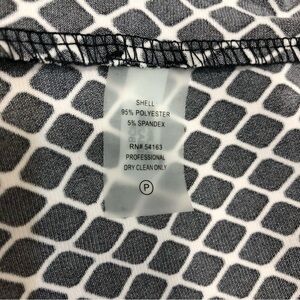 SHELL
95% POLYESTER
5% SPANDEX
RN# 54163
PROFESSIONAL
DRY CLEAN ONLY
P